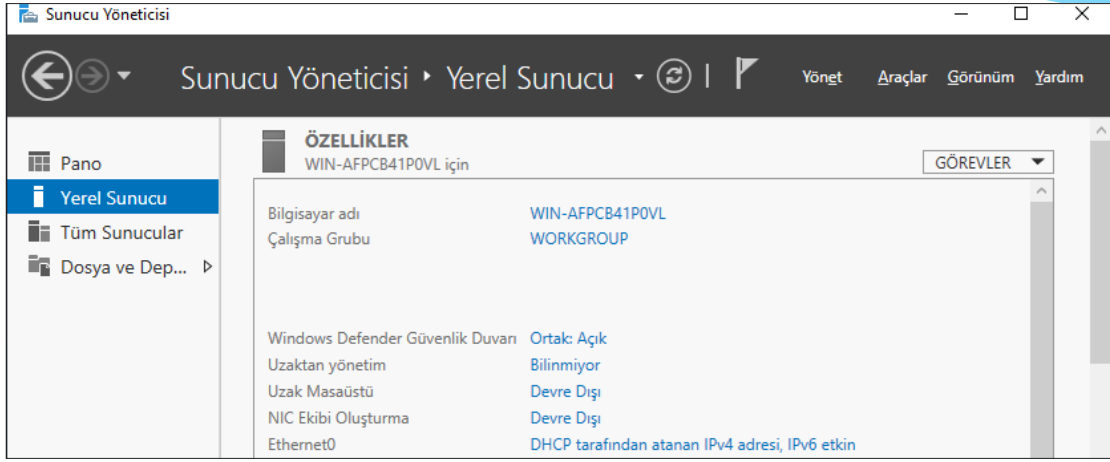 Sunucu Yöneticisi
Sunucu Yöneticisi Yerel Sunucu
Yönet Araçlar Görünüm Yardım
Pano
Yerel Sunucu
Tüm Sunucular
Dosya ve Dep...
ÖZELLİKLER
WIN-AFPCB41P0VL için
GÖREVLER
Bilgisayar adı WIN-AFPCB41P0VL
Çalışma Grubu WORKGROUP
Windows Defender Güvenlik Duvarı Ortak: Açık
Uzaktan yönetim Bilinmiyor
Uzak Masaüstü Devre Dışı
NIC Ekibi Oluşturma Devre Dışı
Ethernet0 DHCP tarafından atanan IPv4 adresi, IPv6 etkin